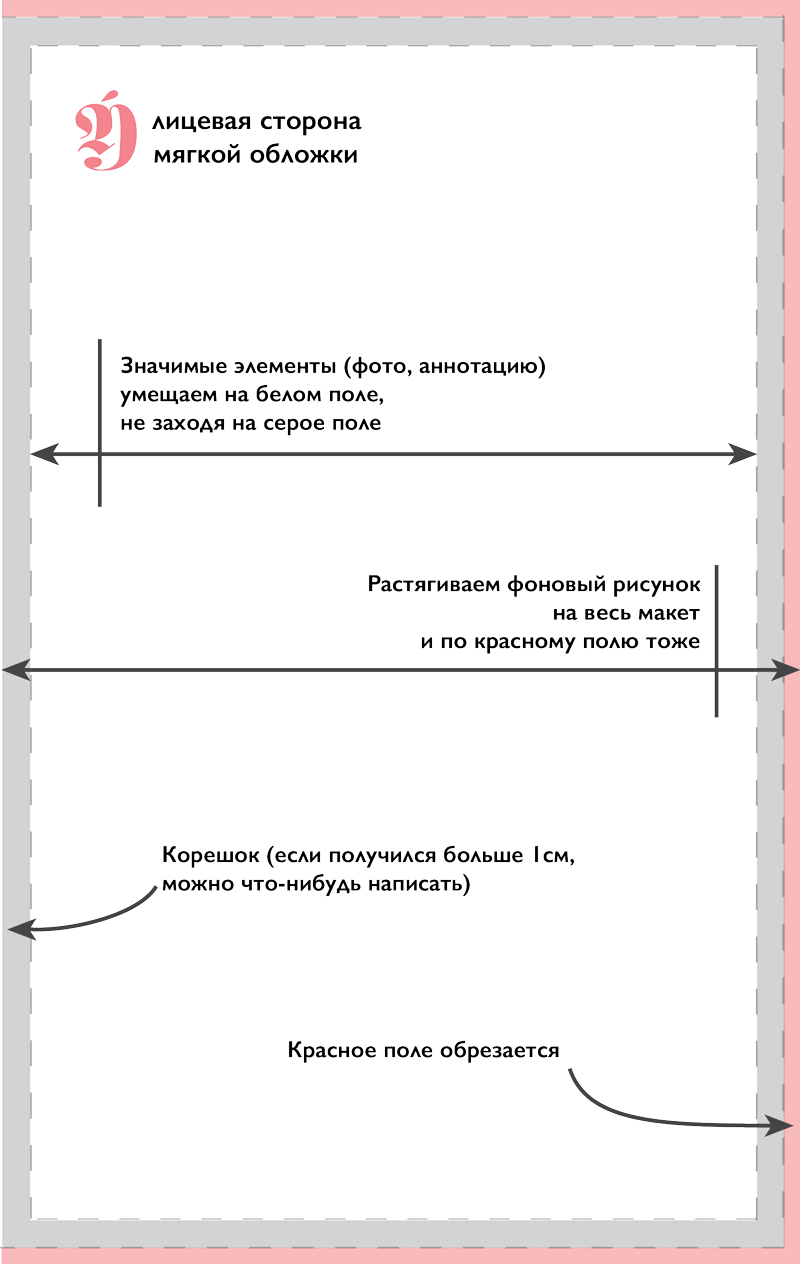 лицевая сторона
мягкой обложки
Значимые элементы (фото, аннотацию)
умещаем на белом поле,
не заходя на серое поле
Растягиваем фоновый рисунок
на весь макет
и по красному полю тоже
Корешок (если получился больше 1см,
можно что-нибудь написать)
Красное поле обрезается